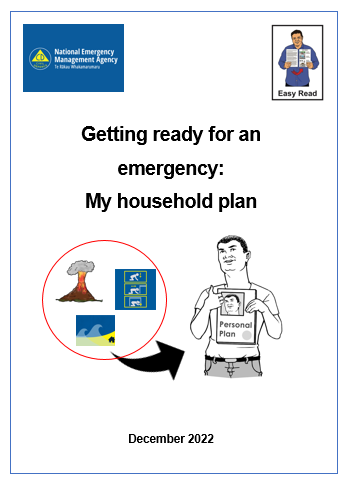 National Emergency
Management Agency
Te Rākau Whakamarumaru
Easy Read
Getting ready for an
emergency:
My household plan
Personal
Plan
December 2022